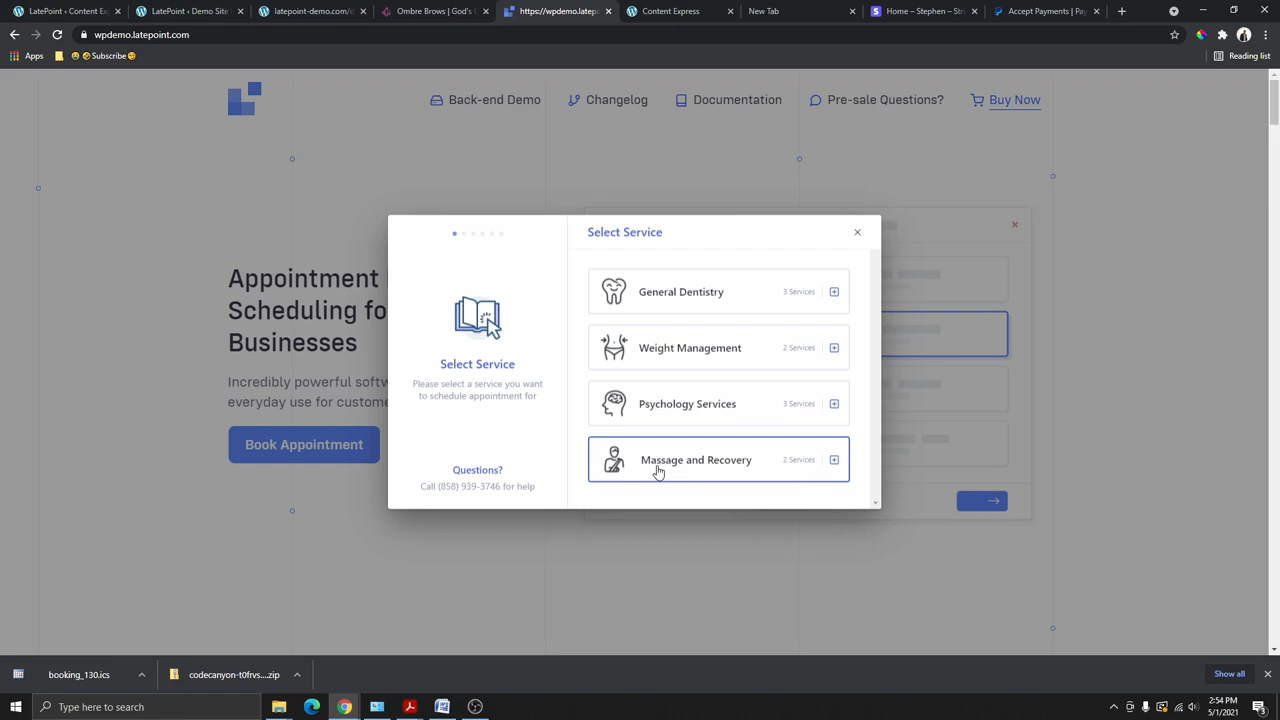 LatePoint • Content Exp
LatePoint • Demo Site
latepoint-demo.com/d
Ombre Brows | God's
https://wpdemo.latepoint
Content Express
New Tab
Home – Stephen – Str
Accept Payments | Pay
wpdemo.latepoint.com
Apps
Subscribe
Reading list
Back-end Demo
Changelog
Documentation
Pre-sale Questions?
Buy Now
Appointment
Scheduling fo
Businesses
Incredibly powerful softw
everyday use for custome
Book Appointment
Select Service
Please select a service you want
to schedule appointment for
Questions?
Call (858) 939-3746 for help
Select Service
General Dentistry 3 Services
Weight Management 2 Services
Psychology Services 3 Services
Massage and Recovery 2 Services
booking_130.ics
codecanyon-t0frvs....zip
Show all
Type here to search
2:54 PM
5/1/2021